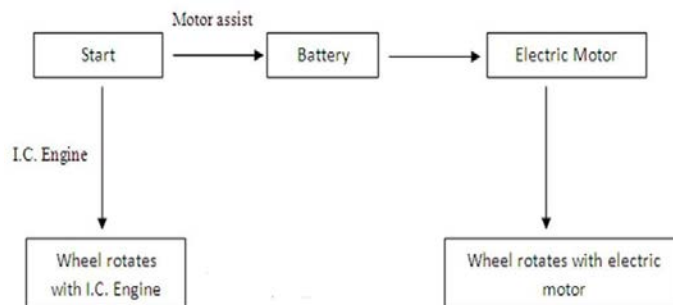 Motor assist
Start
Battery
Electric Motor
I.C. Engine
Wheel rotates
with I.C. Engine
Wheel rotates with electric
motor